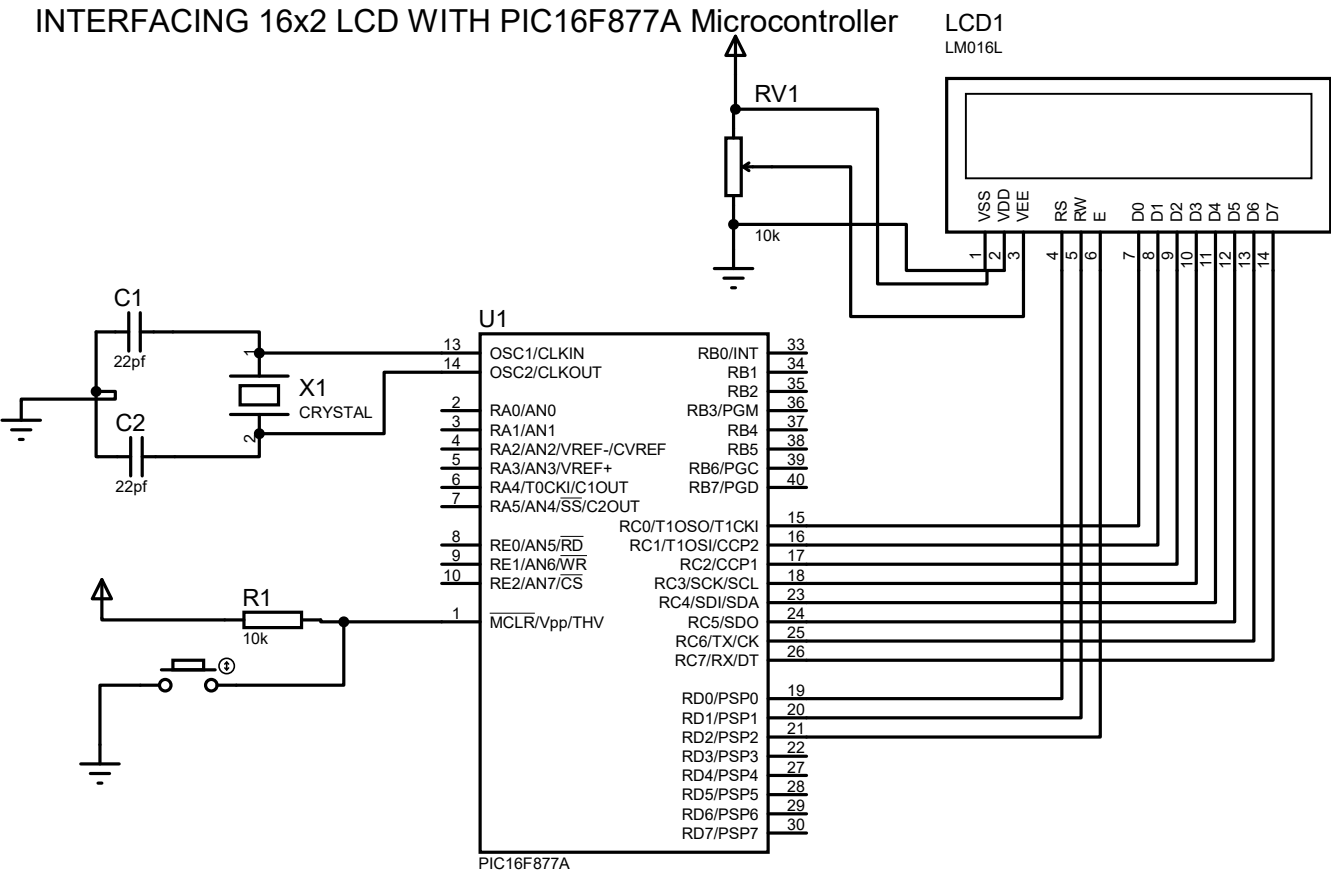 INTERFACING 16x2 LCD WITH PIC16F877A Microcontroller
LCD1
LM016L
RV1
10k
VSS
VDD
VEE
RS
RW
E
D0
D1
D2
D3
D4
D5
D6
D7
1
2
3
4
5
6
7
8
9
10
11
12
13
14
C1
22pf
C2
22pf
1
2
X1
CRYSTAL
R1
10k
U1
13 OSC1/CLKIN
14 OSC2/CLKOUT
2 RA0/AN0
3 RA1/AN1
4 RA2/AN2/VREF-/CVREF
5 RA3/AN3/VREF+
6 RA4/T0CKI/C1OUT
7 RA5/AN4/SS/C2OUT
8 RE0/AN5/RD
9 RE1/AN6/WR
10 RE2/AN7/CS
1 MCLR/Vpp/THV
RB0/INT 33
RB1 34
RB2 35
RB3/PGM 36
RB4 37
RB5 38
RB6/PGC 39
RB7/PGD 40
RC0/T1OSO/T1CKI 15
RC1/T1OSI/CCP2 16
RC2/CCP1 17
RC3/SCK/SCL 18
RC4/SDI/SDA 23
RC5/SDO 24
RC6/TX/CK 25
RC7/RX/DT 26
RD0/PSP0 19
RD1/PSP1 20
RD2/PSP2 21
RD3/PSP3 22
RD4/PSP4 27
RD5/PSP5 28
RD6/PSP6 29
RD7/PSP7 30
PIC16F877A